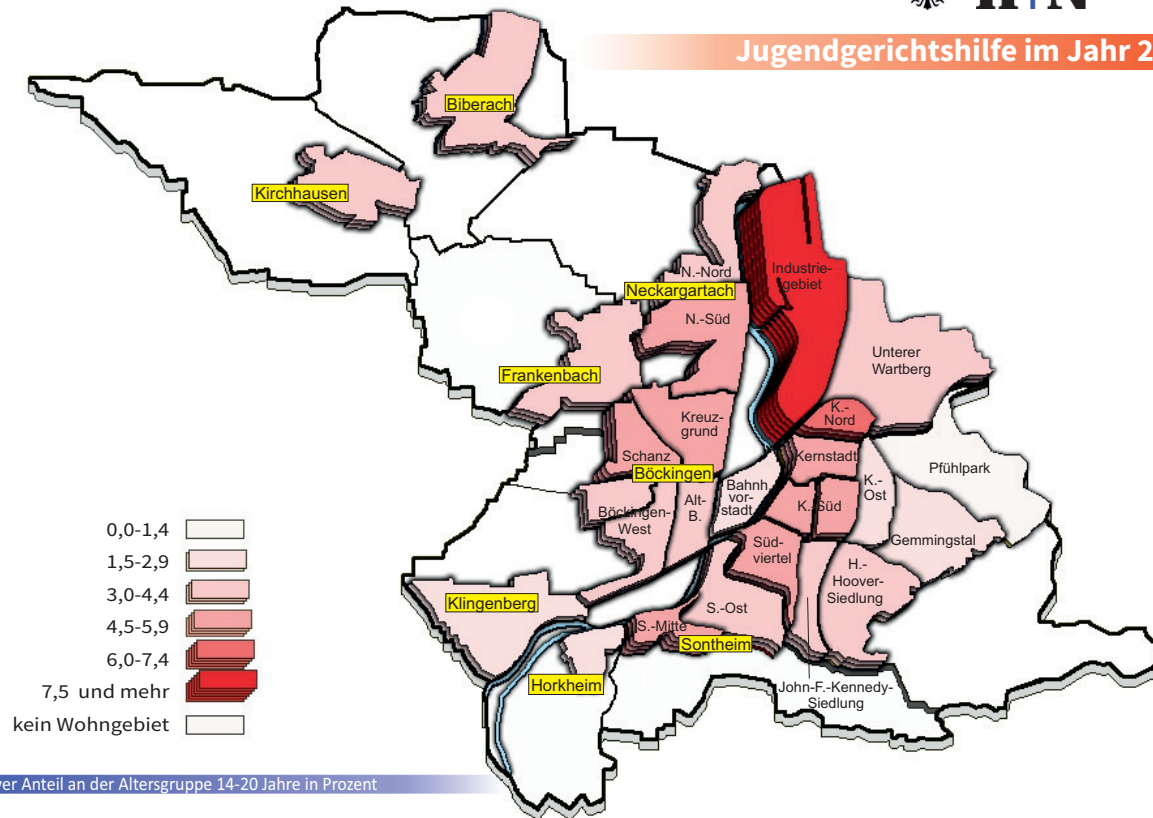 Jugendgerichtshilfe im Jahr 2
Biberach
Kirchhausen
N.-Nord
Neckargartach
N.-Süd
Industrie-
gebiet
Frankenbach
Unterer
Wartberg
Kreuz-
grund
K.-
Nord
Schanz
Böckingen
Kernstadt
Pfühlpark
Bahnh.
vor-
stadt
K.-
Ost
Alt-
B.
Böckingen-
West
K.-Süd
Gemmingstal
Süd-
viertel
H.-
Hoover-
Siedlung
Klingenberg
S.-Ost
S.-Mitte
Sontheim
Horkheim
John-F.-Kennedy-
Siedlung
0,0-1,4
1,5-2,9
3,0-4,4
4,5-5,9
6,0-7,4
7,5 und mehr
kein Wohngebiet
Anteil an der Altersgruppe 14-20 Jahre in Prozent